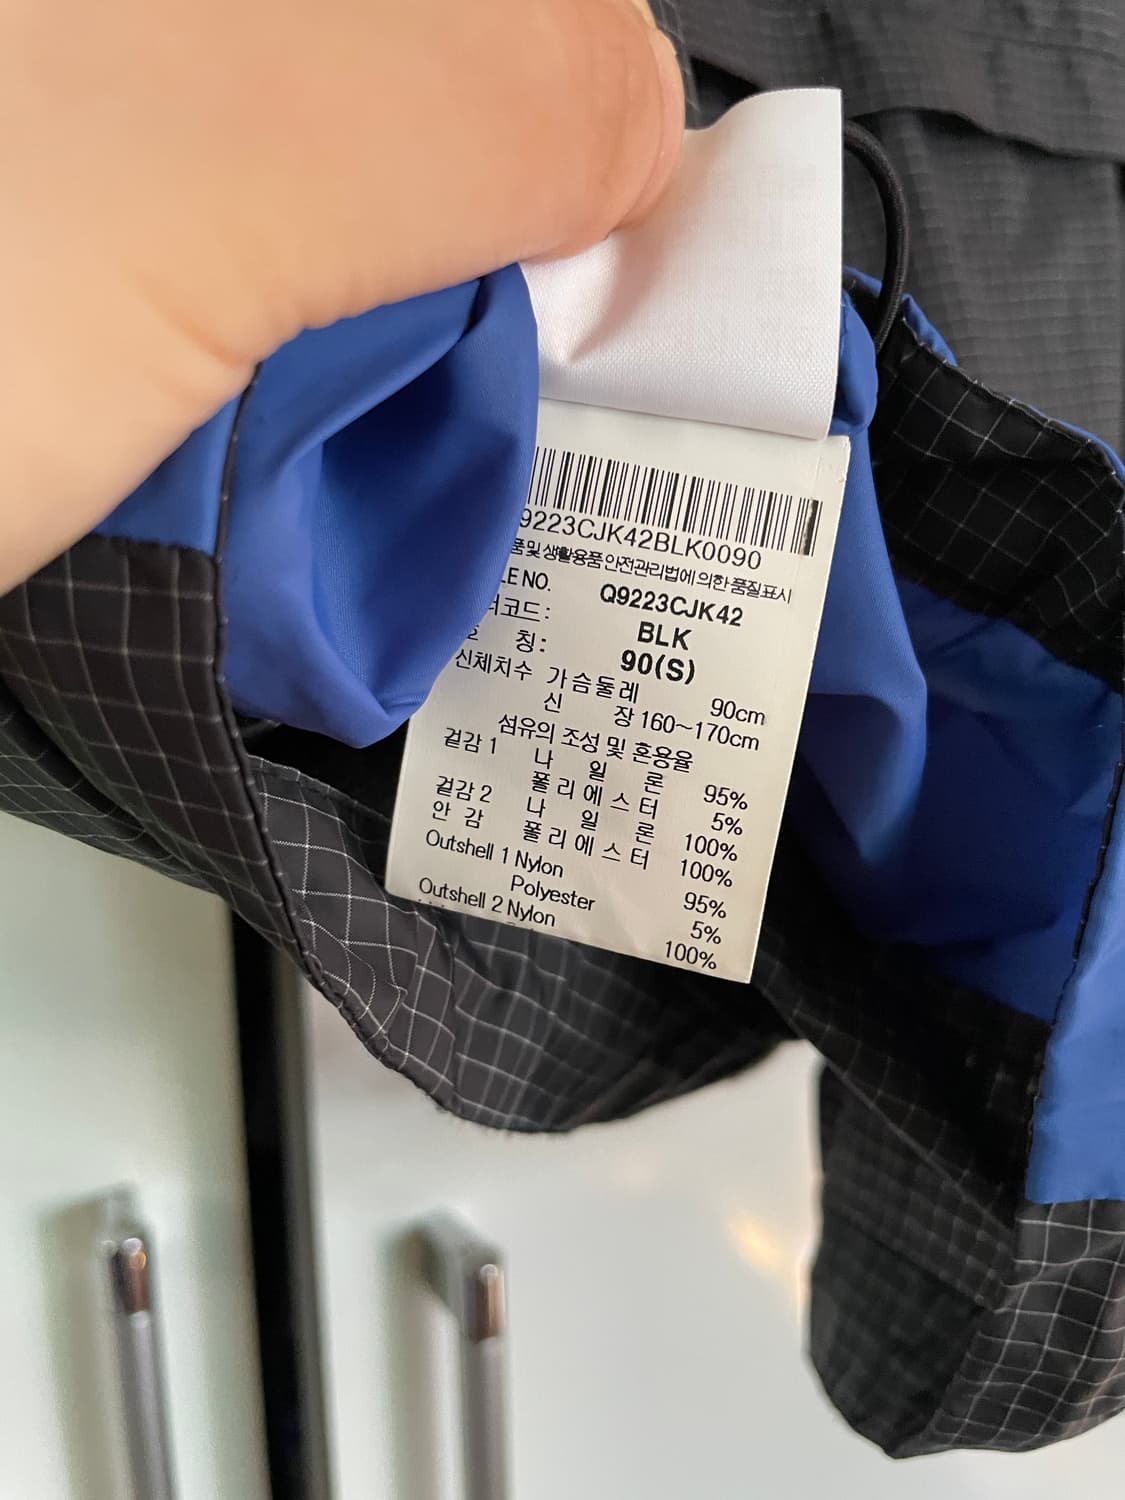 9223CJK42BLK0090
품및생활용품안전관리법에의한품질표시
LE NO. Q9223CJK42
코드: BLK
칭: 90(S)
신체치수 가슴둘레 90cm
신 장 160~170cm
섬유의 조성 및 혼용율
겉감 1 나 일 론 95%
폴리에스터 5%
겉감 2 나 일 론 100%
안 감 폴리에스터 100%
Outshell 1 Nylon 95%
Polyester 5%
Outshell 2 Nylon 100%